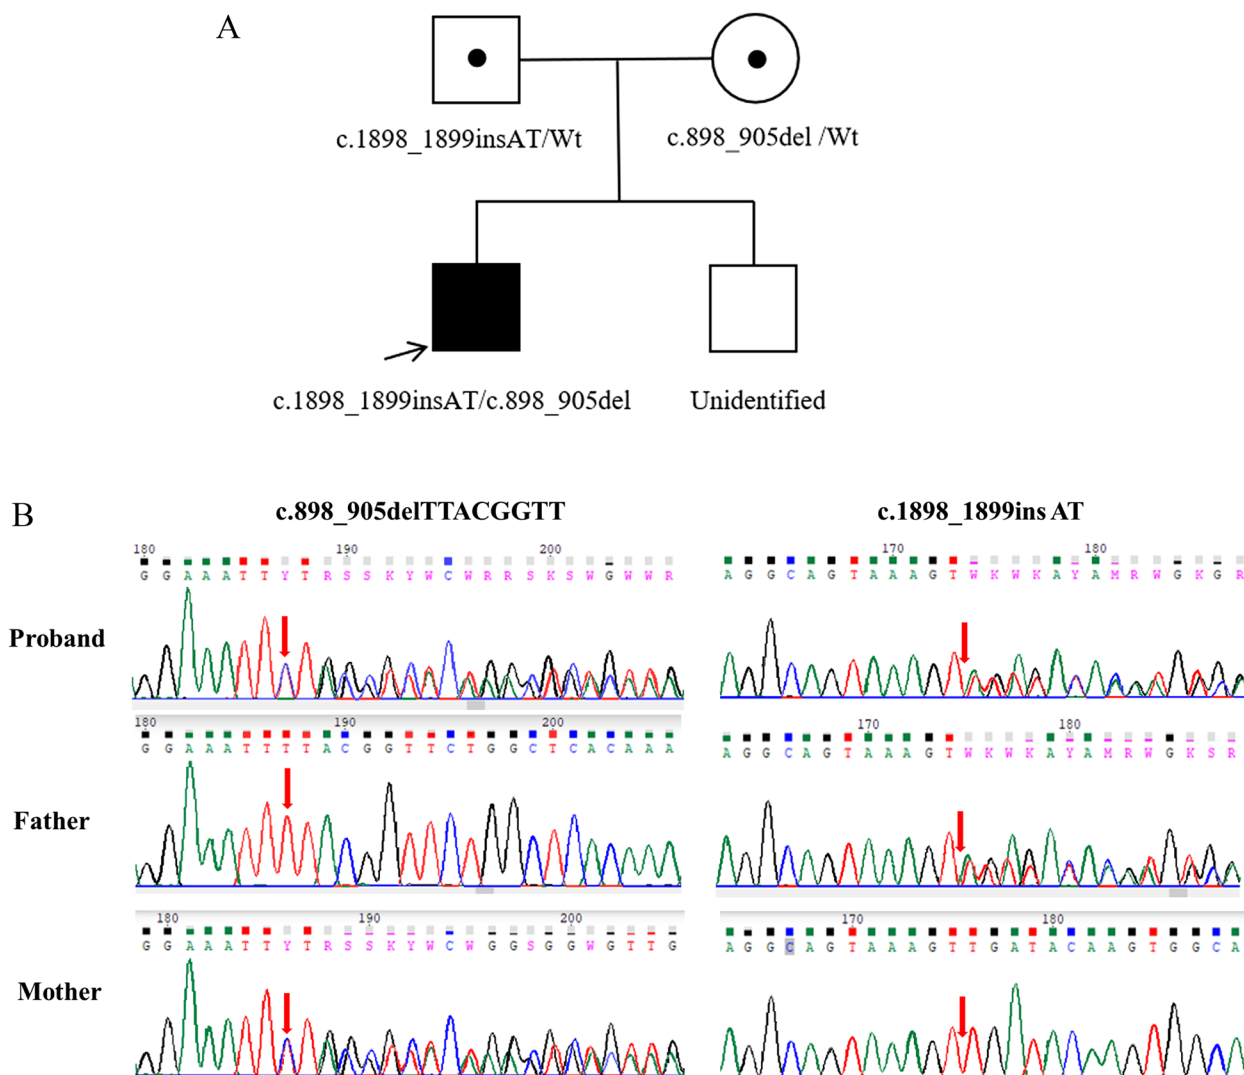 A
c.1898_1899insAT/Wt
c.898_905del /Wt
c.1898_1899insAT/c.898_905del
Unidentified
B
c.898_905delTTACGGTT
c.1898_1899ins AT
180 190 200
G G A A A T T Y T R S S K Y W C W R R S K S W G W W R
170 180
A G G C A G T A A A G T W K W K A Y A M R W G K G R
Proband
180 190 200
G G A A A T T T T A C G G T T C T G G C T C A C A A A
170 180
A G G C A G T A A A G T W K W K A Y A M R W G K S R
Father
180 190 200
G G A A A T T Y T R S S K Y W C W G G S G G W G T T G
170 180
A G G C A G T A A A G T T G A T A C A A G T G G C A
Mother